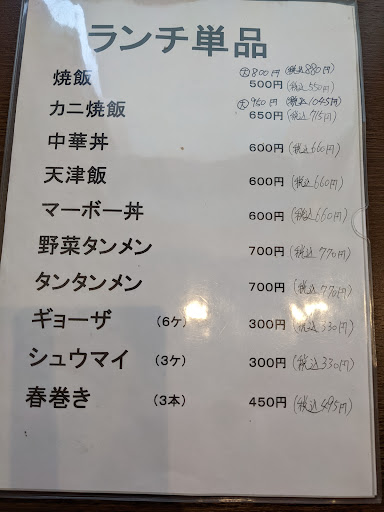 ランチ単品
㊅800円 (税込880円)
焼飯 500円 (税込550円)
㊅950円 (税込1045円)
カニ焼飯 650円 (税込715円)
中華丼 600円 (税込660円)
天津飯 600円 (税込660円)
マーボー丼 600円 (税込660円)
野菜タンメン 700円 (税込770円)
タンタンメン 700円 (税込770円)
ギョーザ (6ケ) 300円 (税込330円)
シュウマイ (3ケ) 300円 (税込330円)
春巻き (3本) 450円 (税込495円)